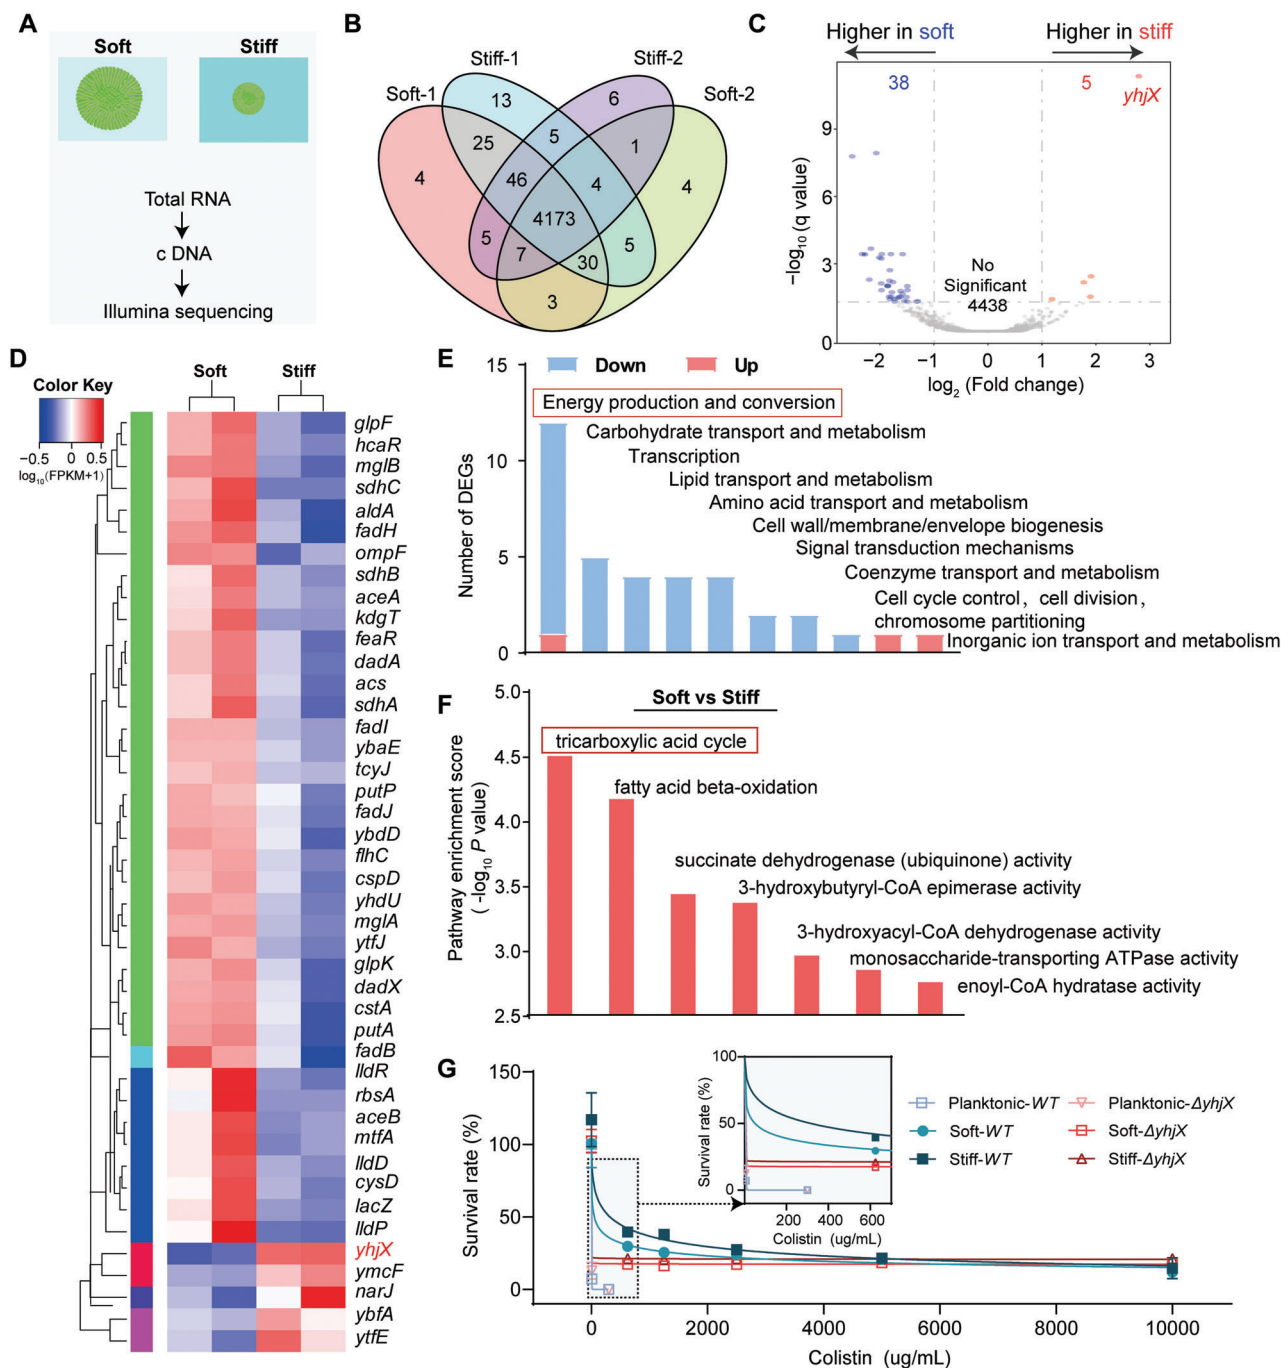 A
Soft
Stiff
Total RNA
c DNA
Illumina sequencing
B
Soft-1
Stiff-1
Stiff-2
Soft-2
13
6
25
5
1
4
46
4
4
4173
5
7
30
5
3
C
Higher in soft
Higher in stiff
38
5
yhjX
No
Significant
4438
−log10 (q value)
9
6
3
0
−2
−1
0
1
2
3
log2 (Fold change)
D
Color Key
−0.5
0
0.5
log10(FPKM+1)
Soft
Stiff
glpF
hcaR
mglB
sdhC
aldA
fadH
ompF
sdhB
aceA
kdgT
feaR
dadA
acs
sdhA
fadI
ybaE
tcyJ
putP
fadJ
ybdD
flhC
cspD
yhdU
mglA
ytfJ
glpK
dadX
cstA
putA
fadB
lldR
rbsA
aceB
mtfA
lldD
cysD
lacZ
lldP
yhjX
ymcF
narJ
ybfA
ytfE
E
Down
Up
Number of DEGs
15
10
5
0
Energy production and conversion
Carbohydrate transport and metabolism
Transcription
Lipid transport and metabolism
Amino acid transport and metabolism
Cell wall/membrane/envelope biogenesis
Signal transduction mechanisms
Coenzyme transport and metabolism
Cell cycle control, cell division,
chromosome partitioning
Inorganic ion transport and metabolism
F
Soft vs Stiff
Pathway enrichment score
( -log10 P value)
5.0
4.5
4.0
3.5
3.0
2.5
tricarboxylic acid cycle
fatty acid beta-oxidation
succinate dehydrogenase (ubiquinone) activity
3-hydroxybutyryl-CoA epimerase activity
3-hydroxyacyl-CoA dehydrogenase activity
monosaccharide-transporting ATPase activity
enoyl-CoA hydratase activity
G
Survival rate (%)
150
100
50
0
0
2000
4000
6000
8000
10000
Colistin (ug/mL)
Survival rate (%)
100
50
0
200
400
600
Colistin (ug/mL)
Planktonic-WT
Soft-WT
Stiff-WT
Planktonic-ΔyhjX
Soft-ΔyhjX
Stiff-ΔyhjX